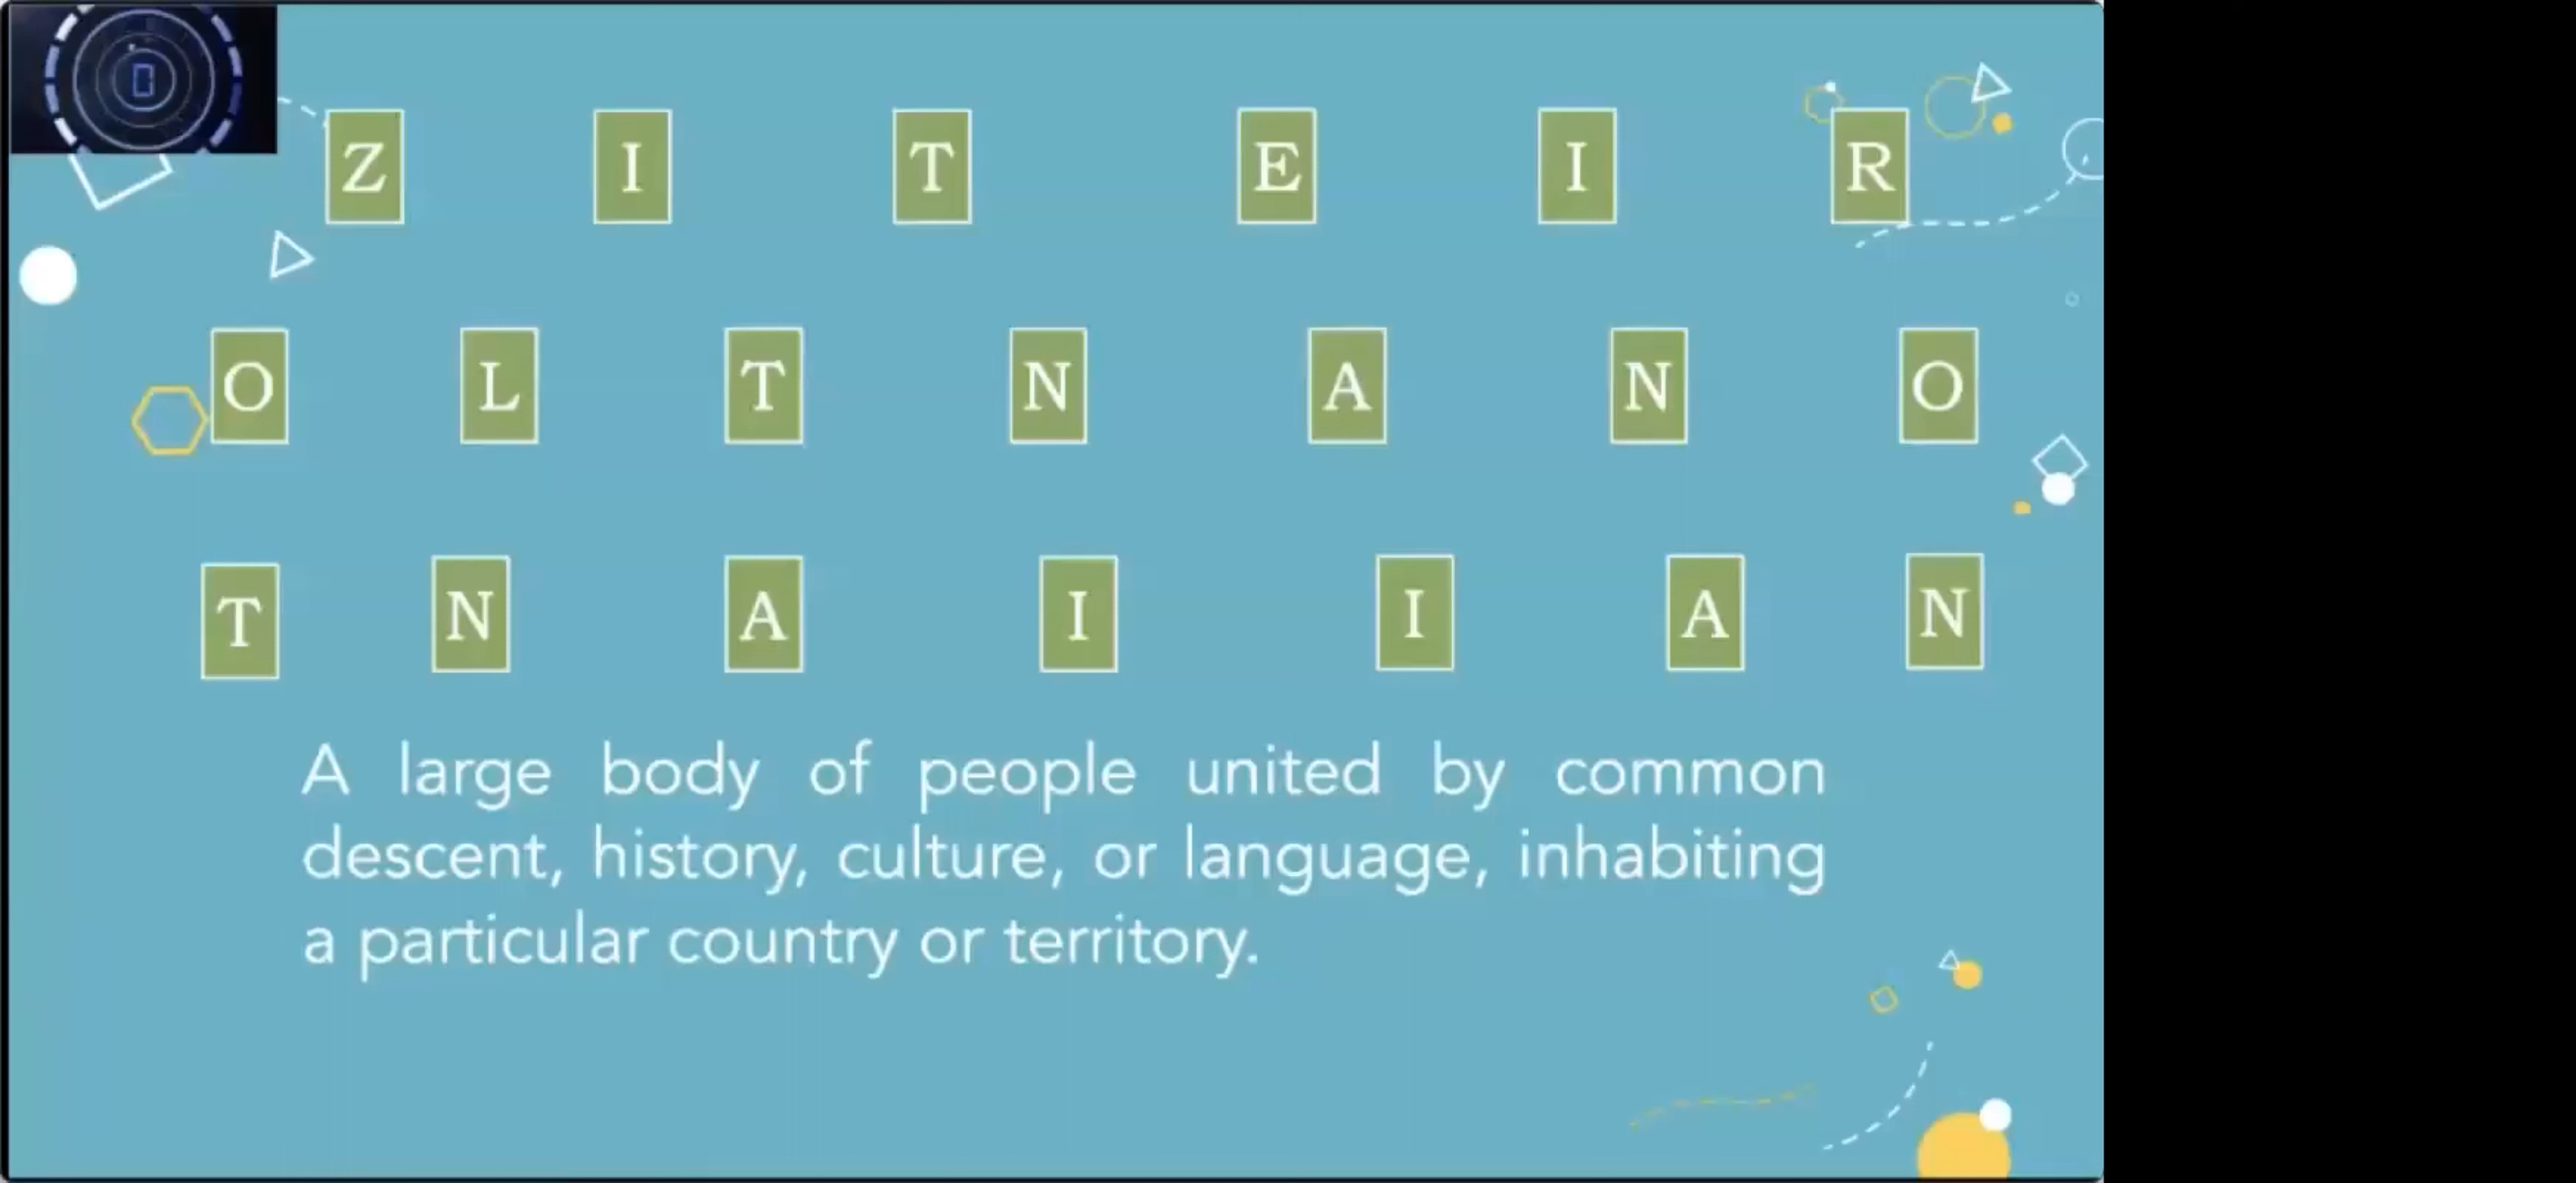 Z I T E I R
O L T N A N O
T N A I I A N
A large body of people united by common
descent, history, culture, or language, inhabiting
a particular country or territory.